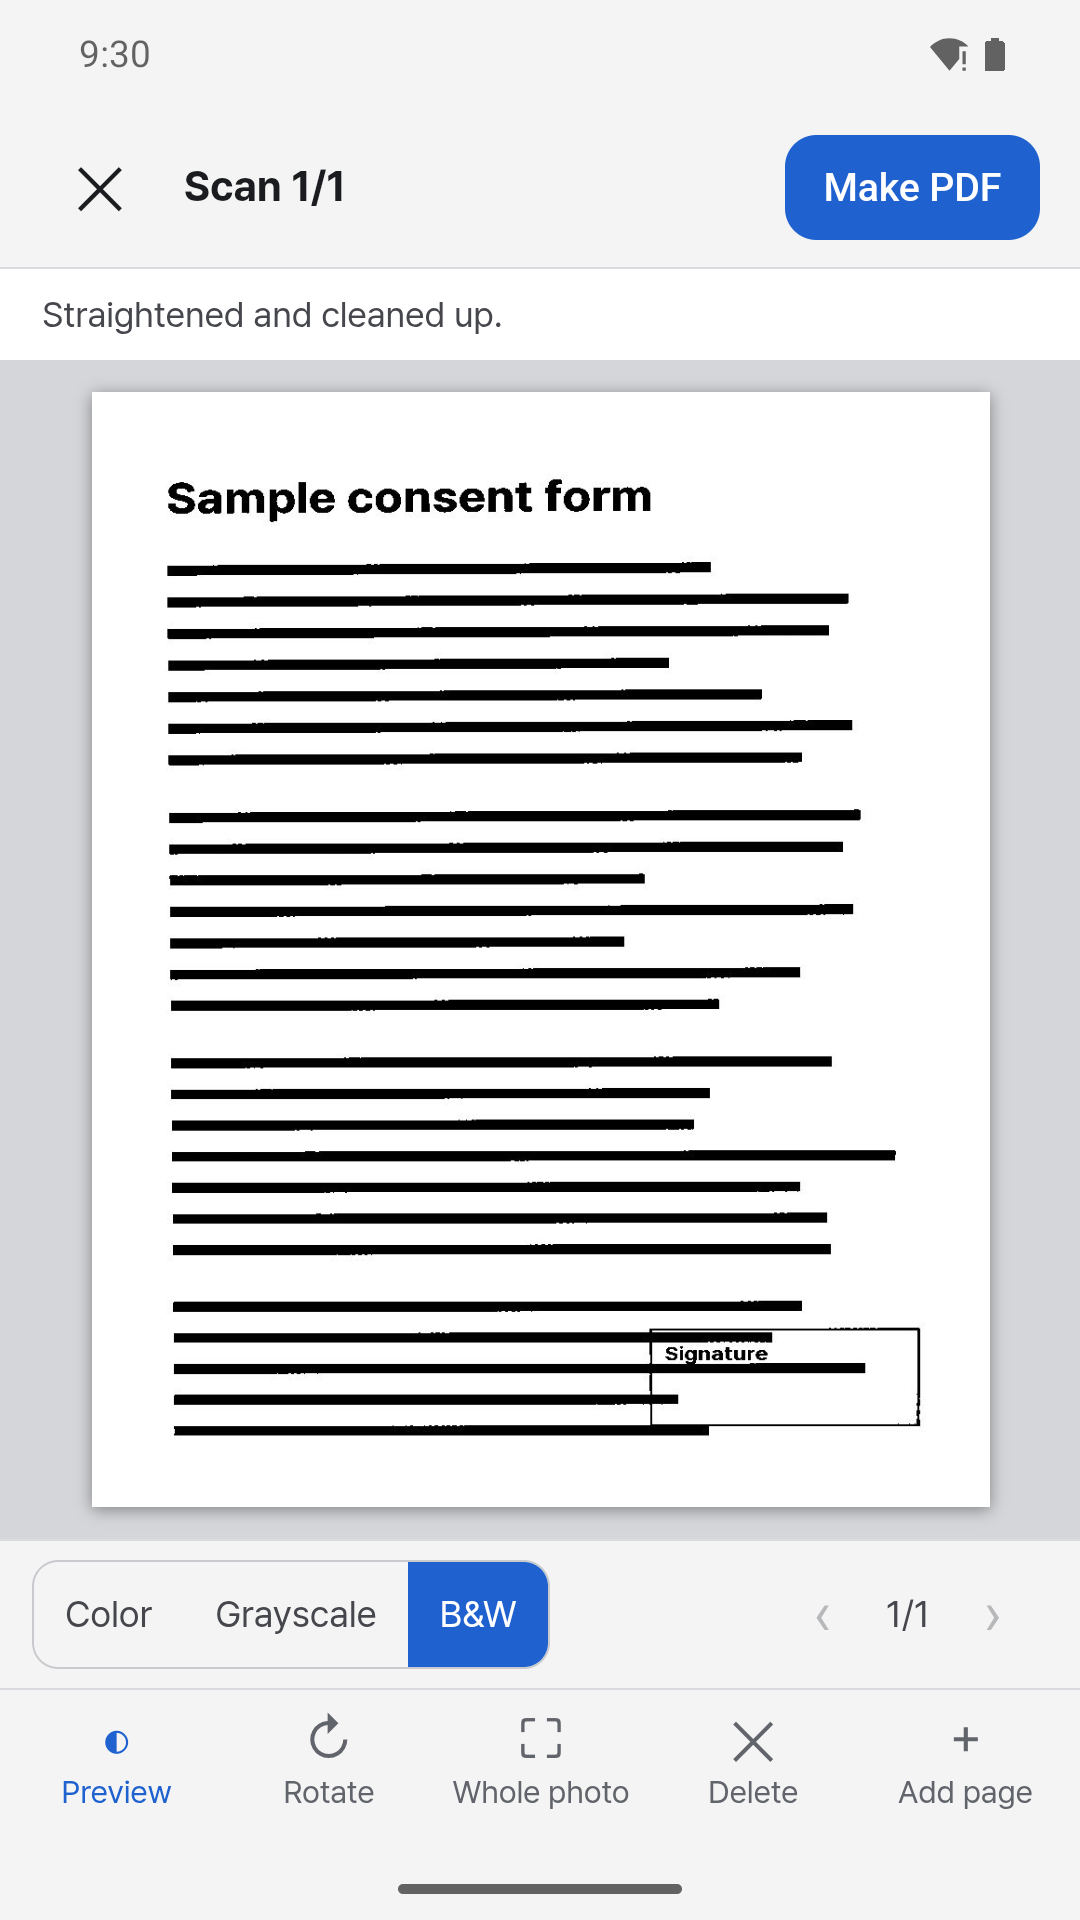 9:30
Scan 1/1
Make PDF
Straightened and cleaned up.
Sample consent form
Signature
Color
Grayscale
B&W
‹ 1/1 ›
Preview
Rotate
Whole photo
Delete
Add page